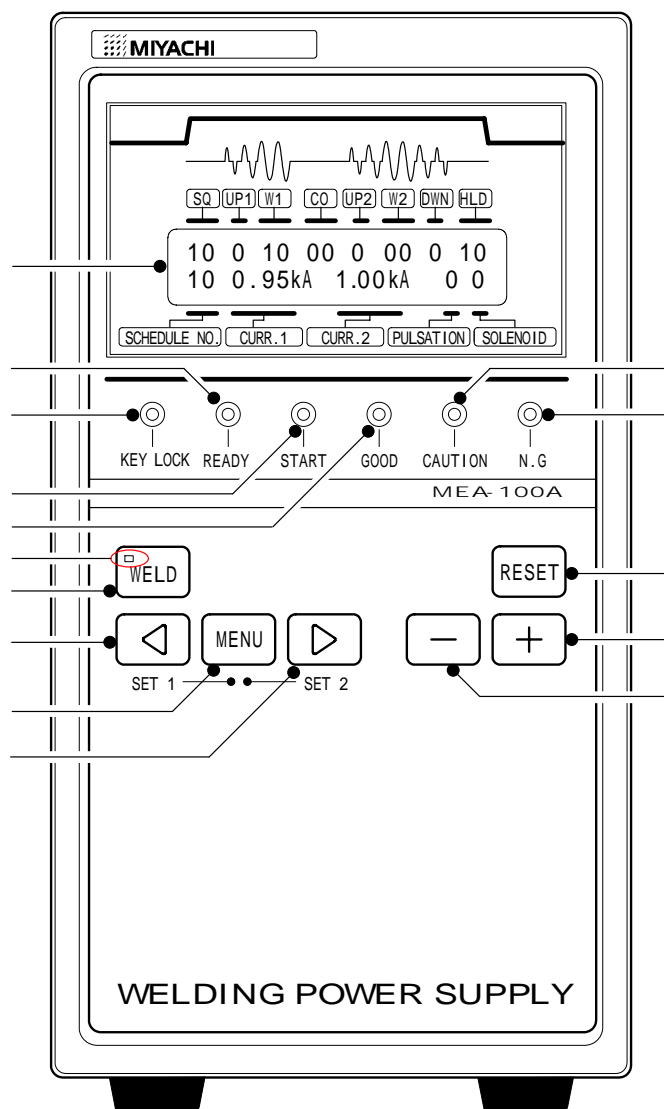 MIYACHI
SQ UP1 W1 CO UP2 W2 DWN HLD
10 0 10 00 0 00 0 10
10 0.95kA 1.00kA 0 0
SCHEDULE NO. CURR.1 CURR.2 PULSATION SOLENOID
KEY LOCK READY START GOOD CAUTION N.G
MEA-100A
WELD RESET
MENU − +
SET 1 SET 2
WELDING POWER SUPPLY